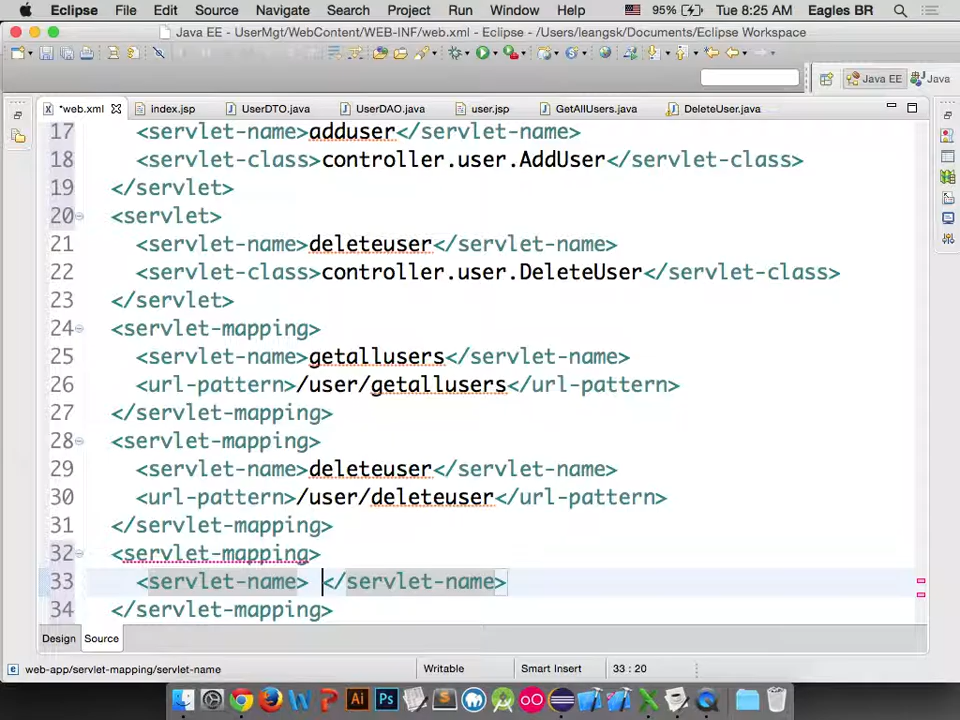 Eclipse File Edit Source Navigate Search Project Run Window Help 95% Tue 8:25 AM Eagles BR
Java EE - UserMgt/WebContent/WEB-INF/web.xml - Eclipse - /Users/leangsk/Documents/Eclipse Workspace
Java EE Java
*web.xml index.jsp UserDTO.java UserDAO.java user.jsp GetAllUsers.java DeleteUser.java
17 <servlet-name>adduser</servlet-name>
18 <servlet-class>controller.user.AddUser</servlet-class>
19 </servlet>
20 <servlet>
21 <servlet-name>deleteuser</servlet-name>
22 <servlet-class>controller.user.DeleteUser</servlet-class>
23 </servlet>
24 <servlet-mapping>
25 <servlet-name>getallusers</servlet-name>
26 <url-pattern>/user/getallusers</url-pattern>
27 </servlet-mapping>
28 <servlet-mapping>
29 <servlet-name>deleteuser</servlet-name>
30 <url-pattern>/user/deleteuser</url-pattern>
31 </servlet-mapping>
32 <servlet-mapping>
33 <servlet-name> </servlet-name>
34 </servlet-mapping>
Design Source
web-app/servlet-mapping/servlet-name Writable Smart Insert 33 : 20
Ai Ps